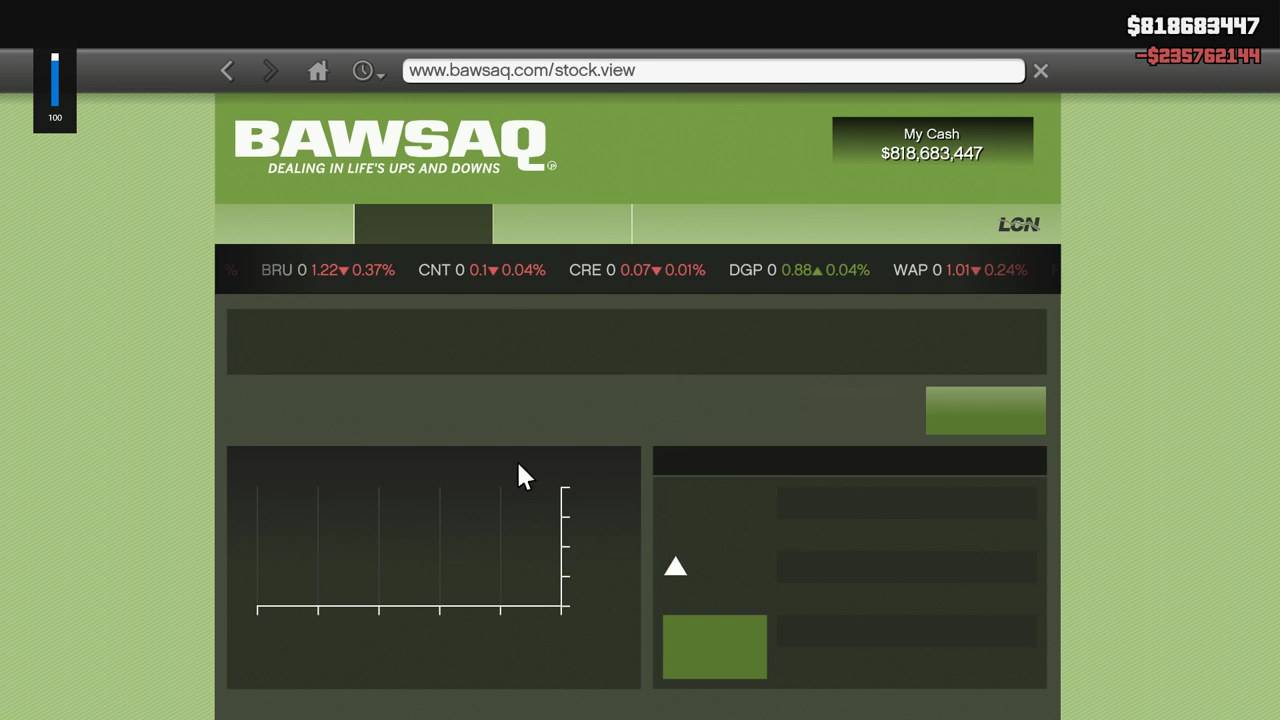 $818683447
-$235762144
www.bawsaq.com/stock.view
100
BAWSAQ
DEALING IN LIFE'S UPS AND DOWNS
My Cash
$818,683,447
LCN
% BRU 0 1.22▼0.37% CNT 0 0.1▼0.04% CRE 0 0.07▼0.01% DGP 0 0.88▲0.04% WAP 0 1.01▼0.24%